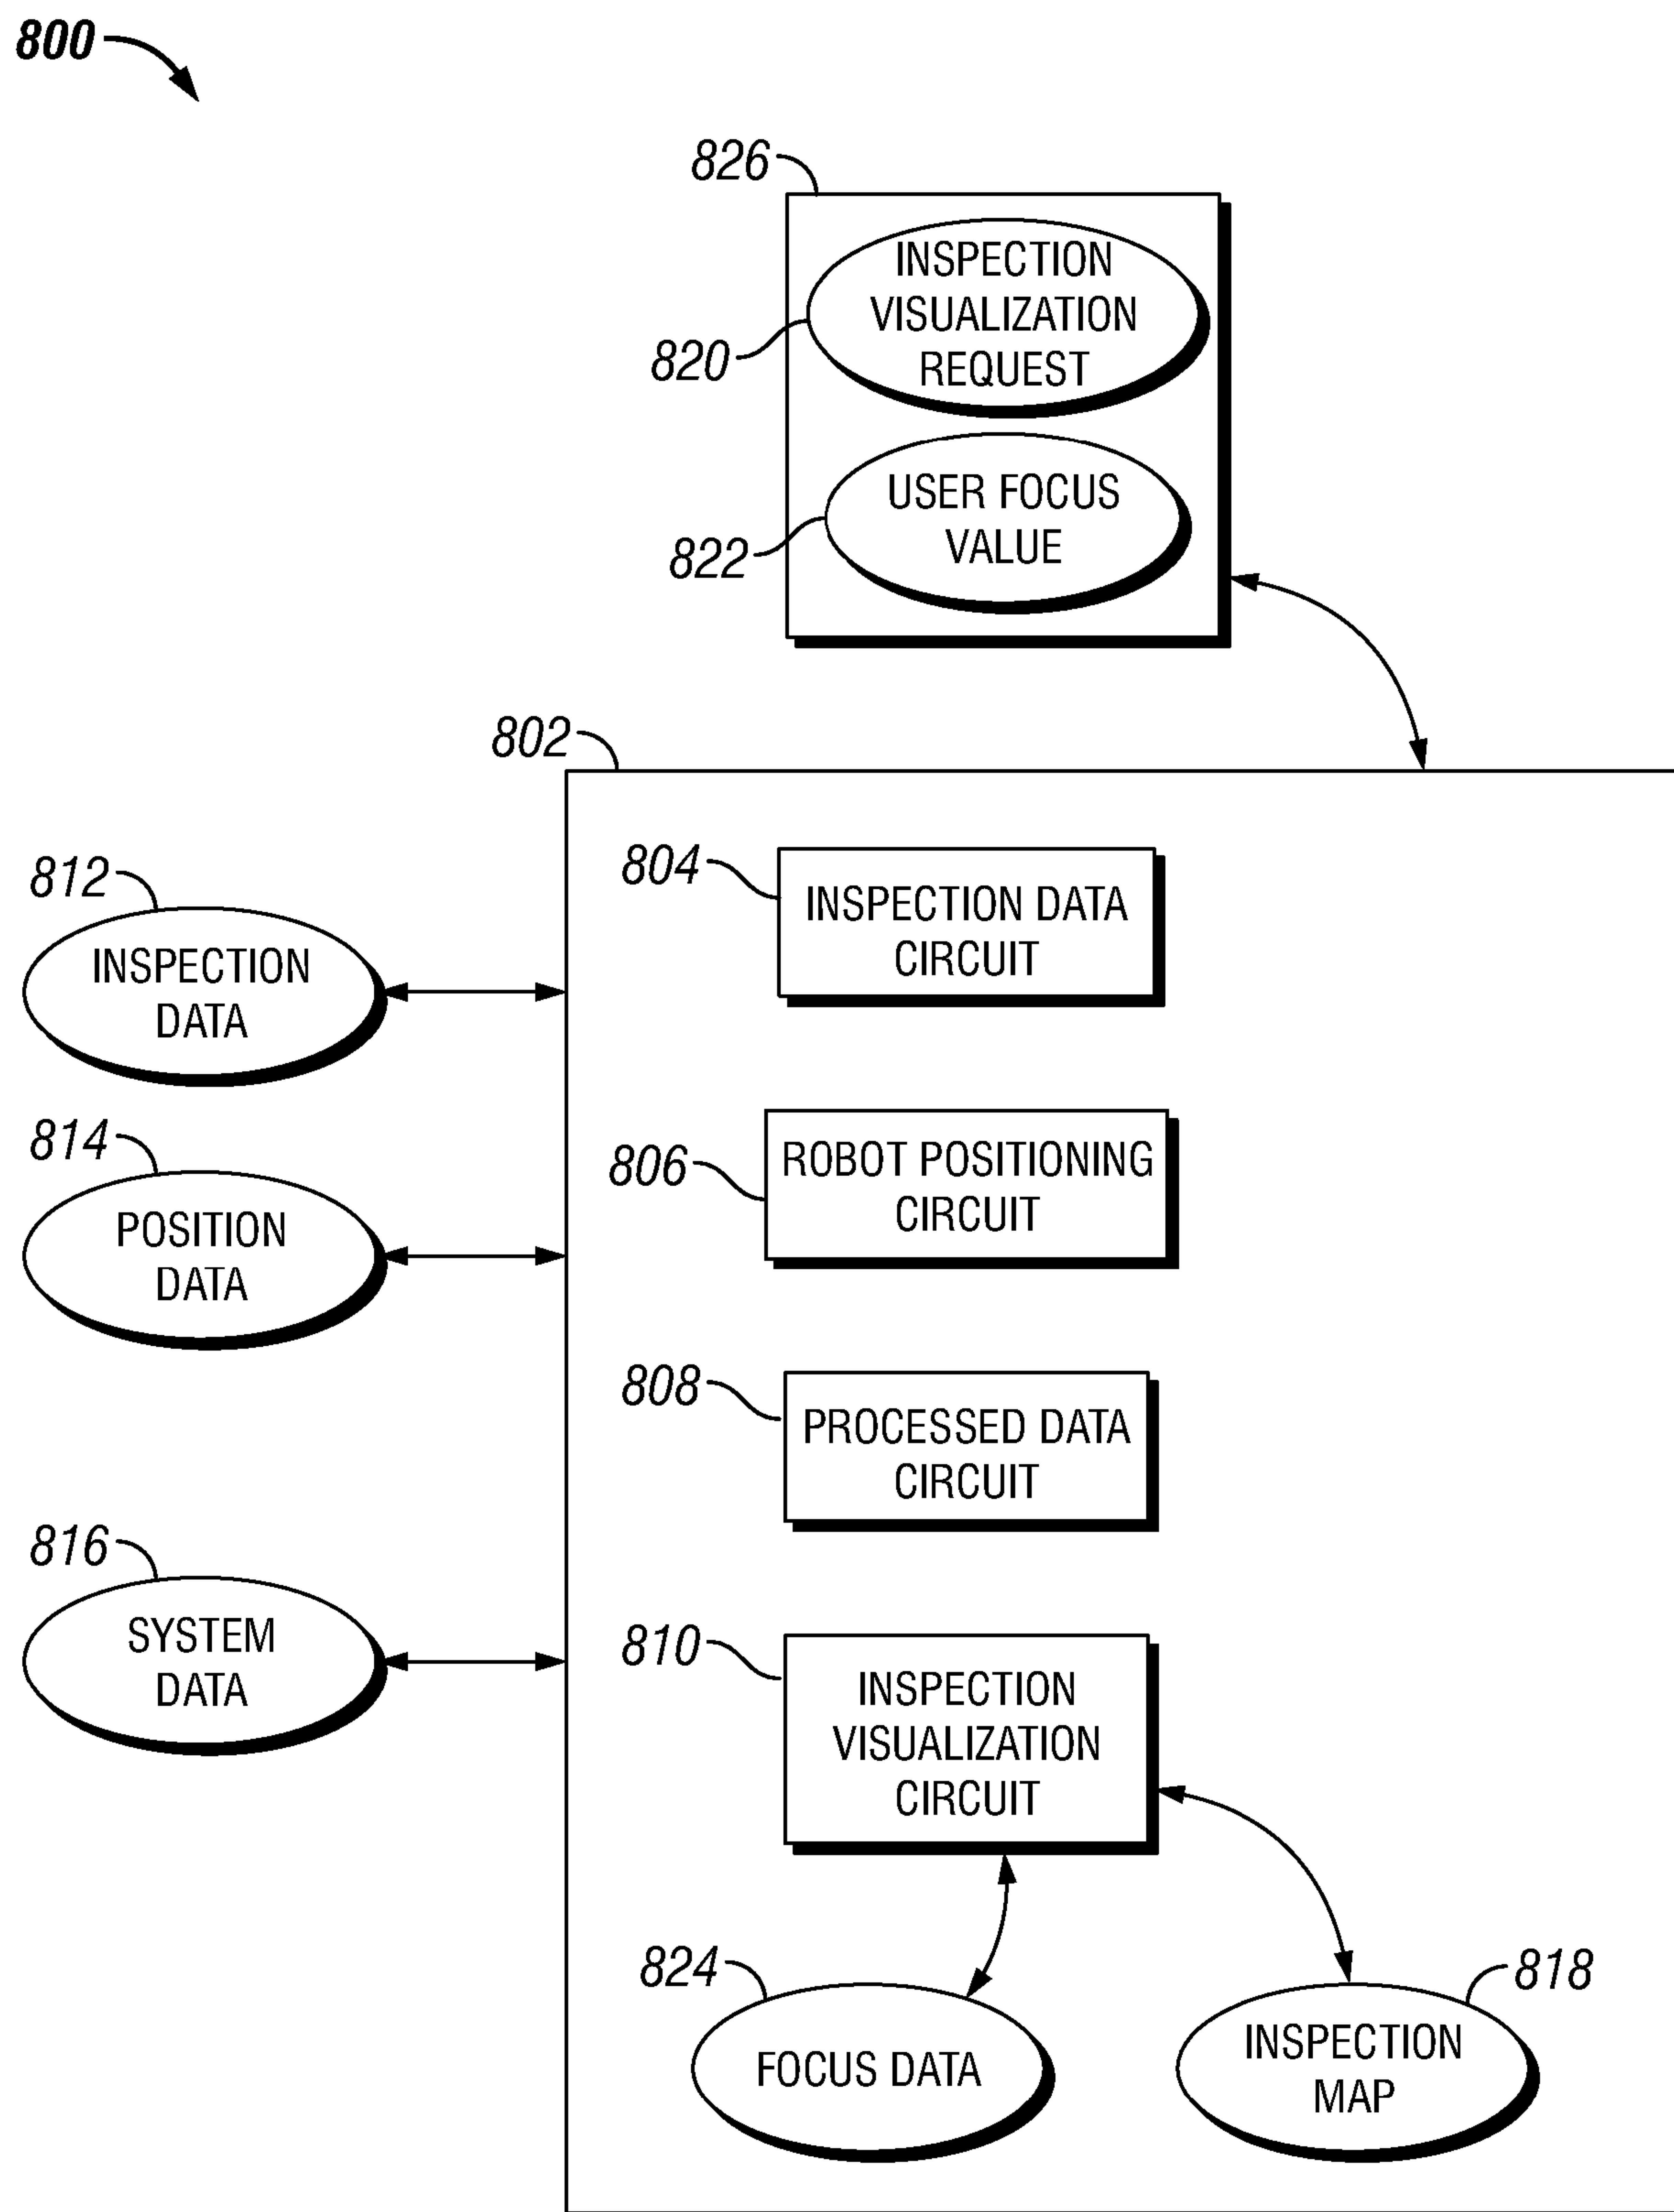 800
826
INSPECTION
VISUALIZATION
REQUEST
820
USER FOCUS
VALUE
822
802
804
INSPECTION DATA
CIRCUIT
812
INSPECTION
DATA
814
POSITION
DATA
806
ROBOT POSITIONING
CIRCUIT
808
PROCESSED DATA
CIRCUIT
816
SYSTEM
DATA
810
INSPECTION
VISUALIZATION
CIRCUIT
824
FOCUS DATA
818
INSPECTION
MAP